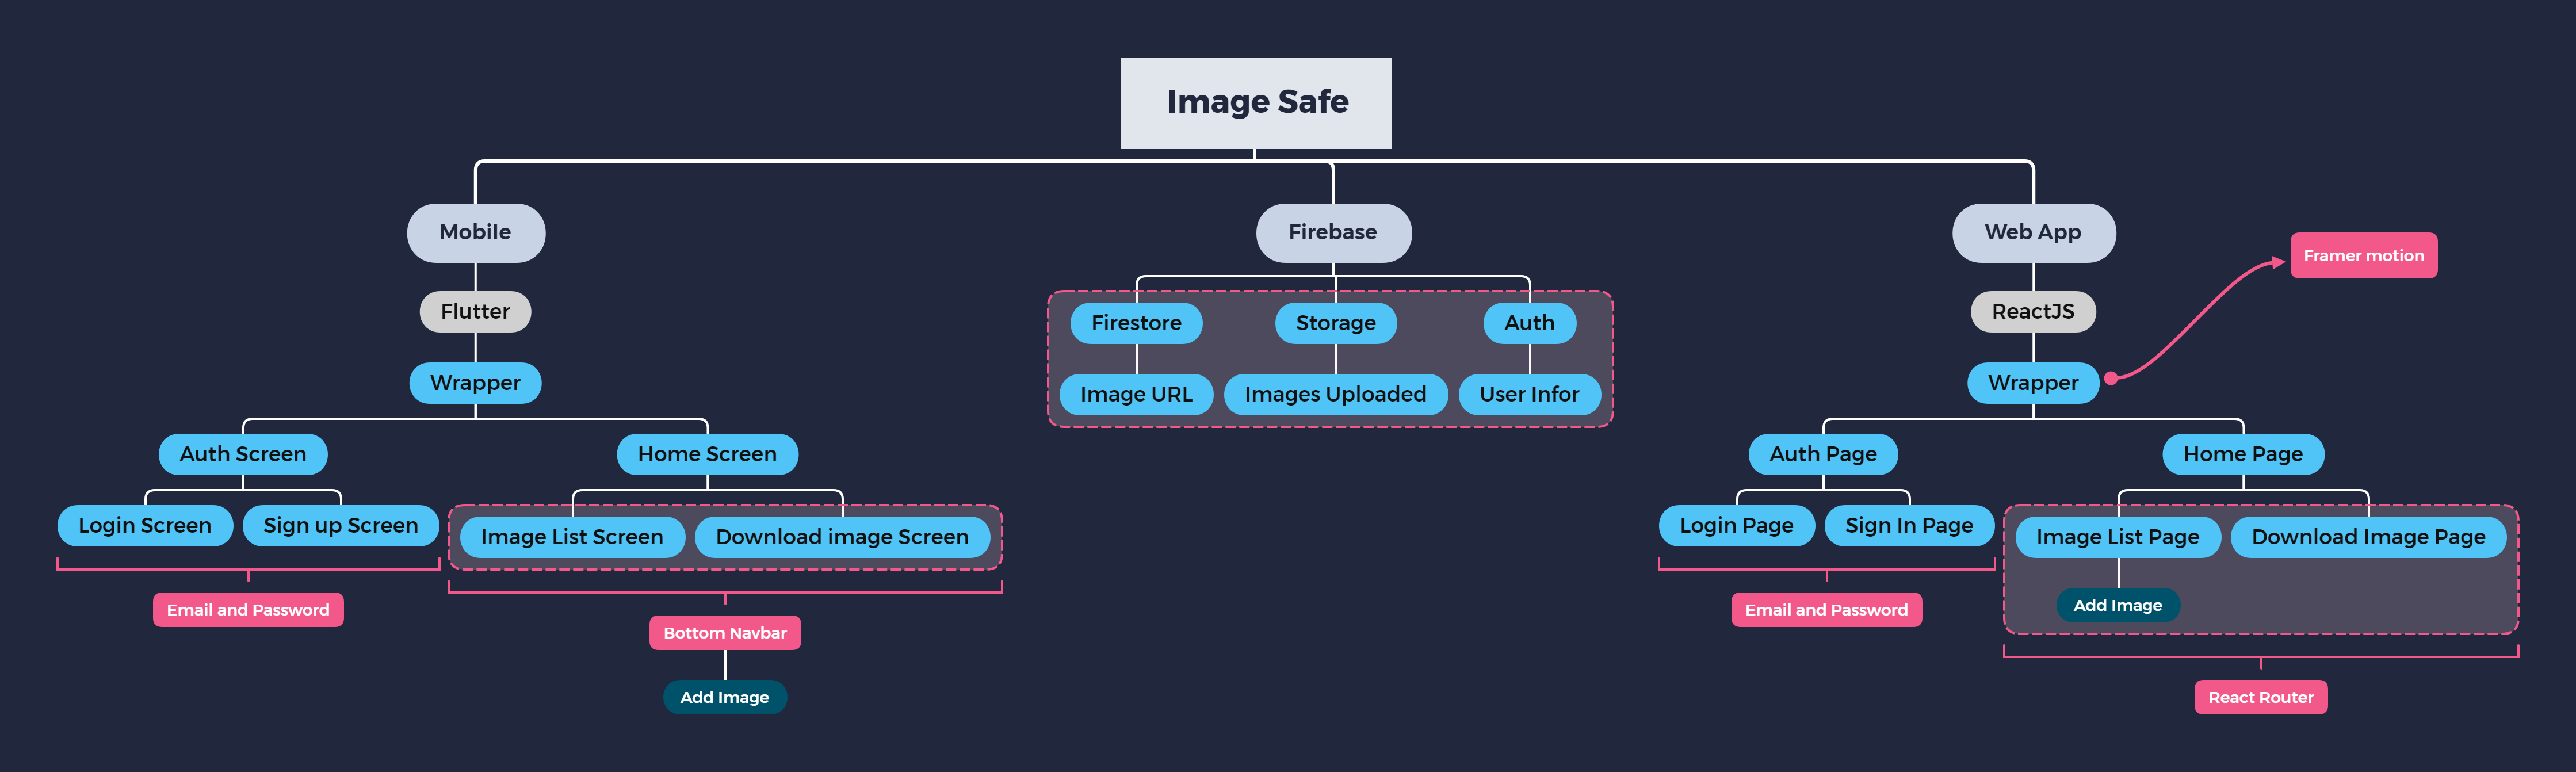 Image Safe
Mobile
Firebase
Web App
Framer motion
Flutter
Firestore
Storage
Auth
ReactJS
Wrapper
Image URL
Images Uploaded
User Infor
Wrapper
Auth Screen
Home Screen
Auth Page
Home Page
Login Screen
Sign up Screen
Image List Screen
Download image Screen
Login Page
Sign In Page
Image List Page
Download Image Page
Email and Password
Bottom Navbar
Add Image
Email and Password
Add Image
React Router